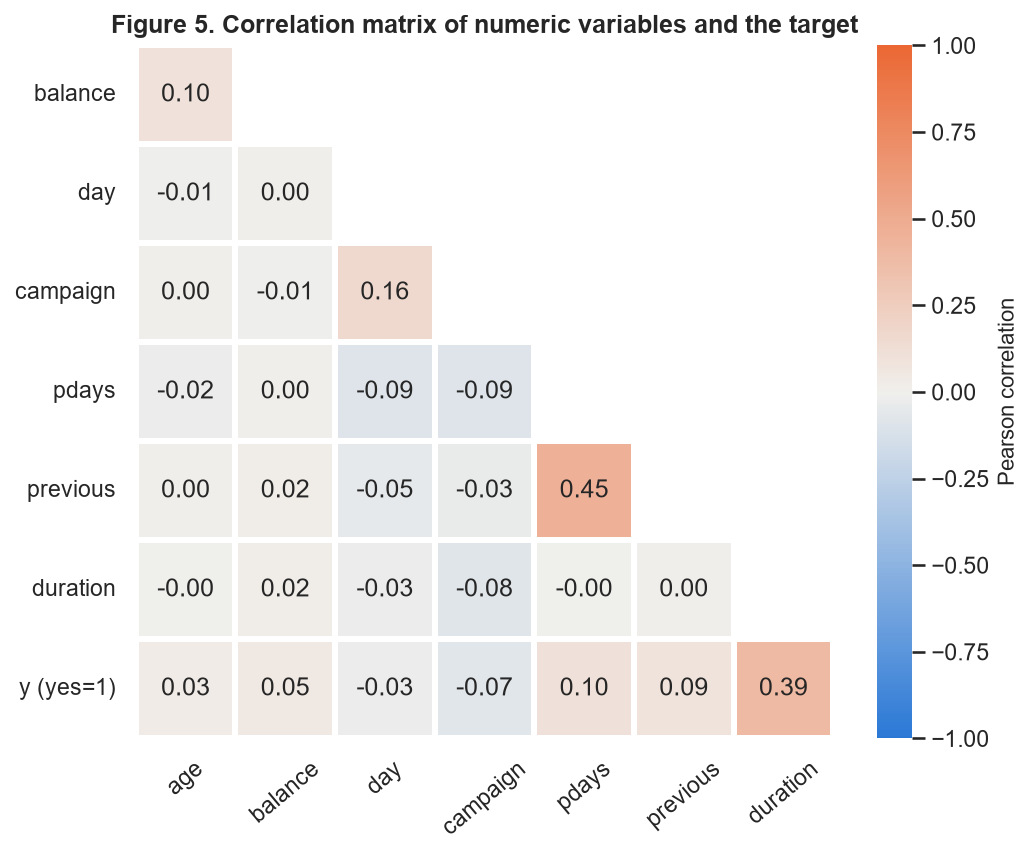 Figure 5. Correlation matrix of numeric variables and the target
balance 0.10
day -0.01 0.00
campaign 0.00 -0.01 0.16
pdays -0.02 0.00 -0.09 -0.09
previous 0.00 0.02 -0.05 -0.03 0.45
duration -0.00 0.02 -0.03 -0.08 -0.00 0.00
y (yes=1) 0.03 0.05 -0.03 -0.07 0.10 0.09 0.39
age balance day campaign pdays previous duration
1.00
0.75
0.50
0.25
0.00
−0.25
−0.50
−0.75
−1.00
Pearson correlation